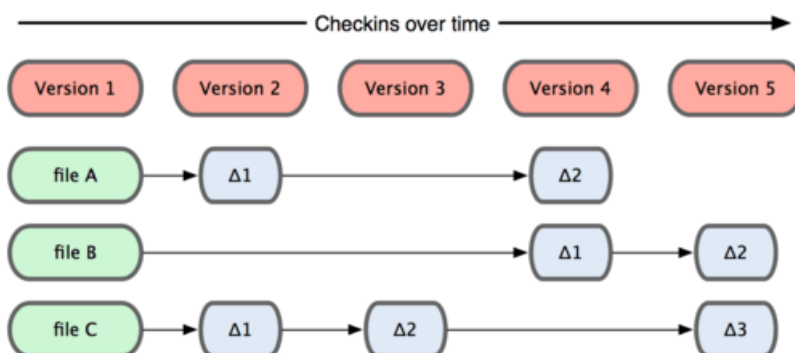 Checkins over time
Version 1 Version 2 Version 3 Version 4 Version 5
file A Δ1 Δ2
file B Δ1 Δ2
file C Δ1 Δ2 Δ3